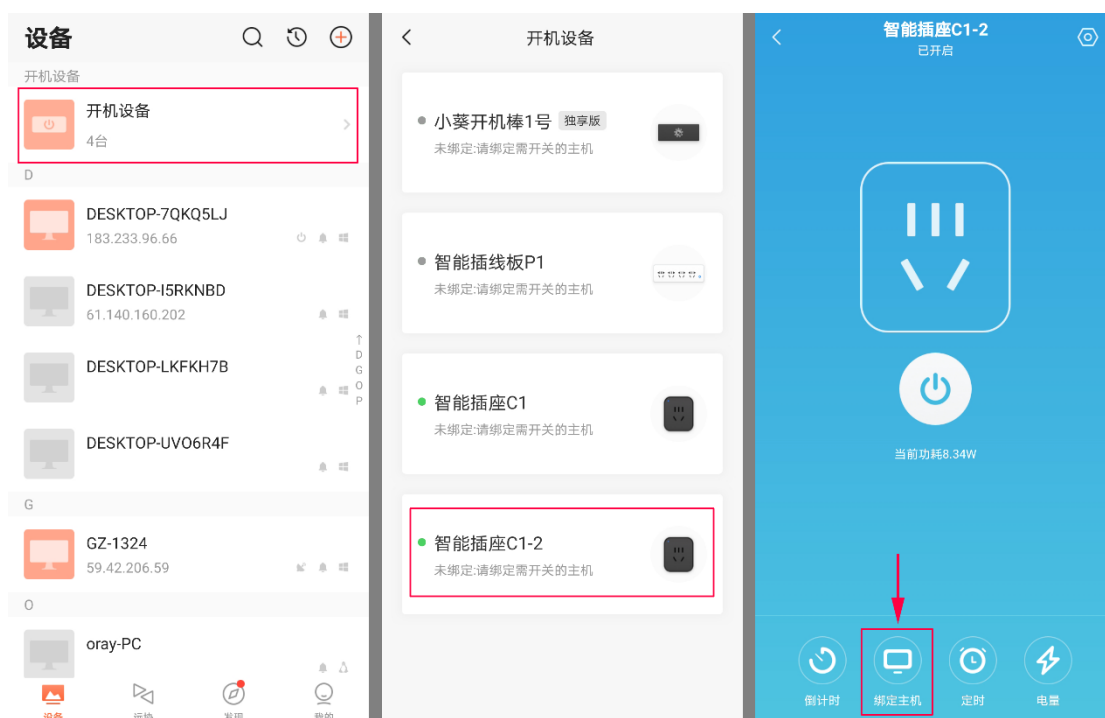 设备
开机设备
开机设备
4台
D
DESKTOP-7QKQ5LJ
183.233.96.66
DESKTOP-I5RKNBD
61.140.160.202
DESKTOP-LKFKH7B
DESKTOP-UVO6R4F
↑
D
G
O
P
G
GZ-1324
59.42.206.59
O
oray-PC
设备
远协
发现
我的
开机设备
小葵开机棒1号 独享版
未绑定:请绑定需开关的主机
智能插线板P1
未绑定:请绑定需开关的主机
智能插座C1
未绑定:请绑定需开关的主机
智能插座C1-2
未绑定:请绑定需开关的主机
智能插座C1-2
已开启
当前功耗8.34W
倒计时
绑定主机
定时
电量